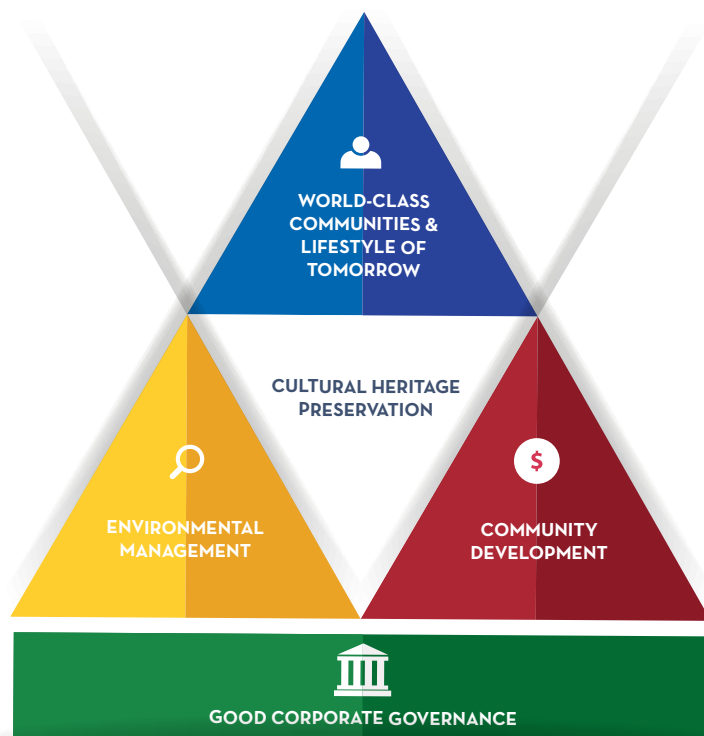 WORLD-CLASS
COMMUNITIES &
LIFESTYLE OF
TOMORROW
CULTURAL HERITAGE
PRESERVATION
ENVIRONMENTAL
MANAGEMENT
$
COMMUNITY
DEVELOPMENT
GOOD CORPORATE GOVERNANCE